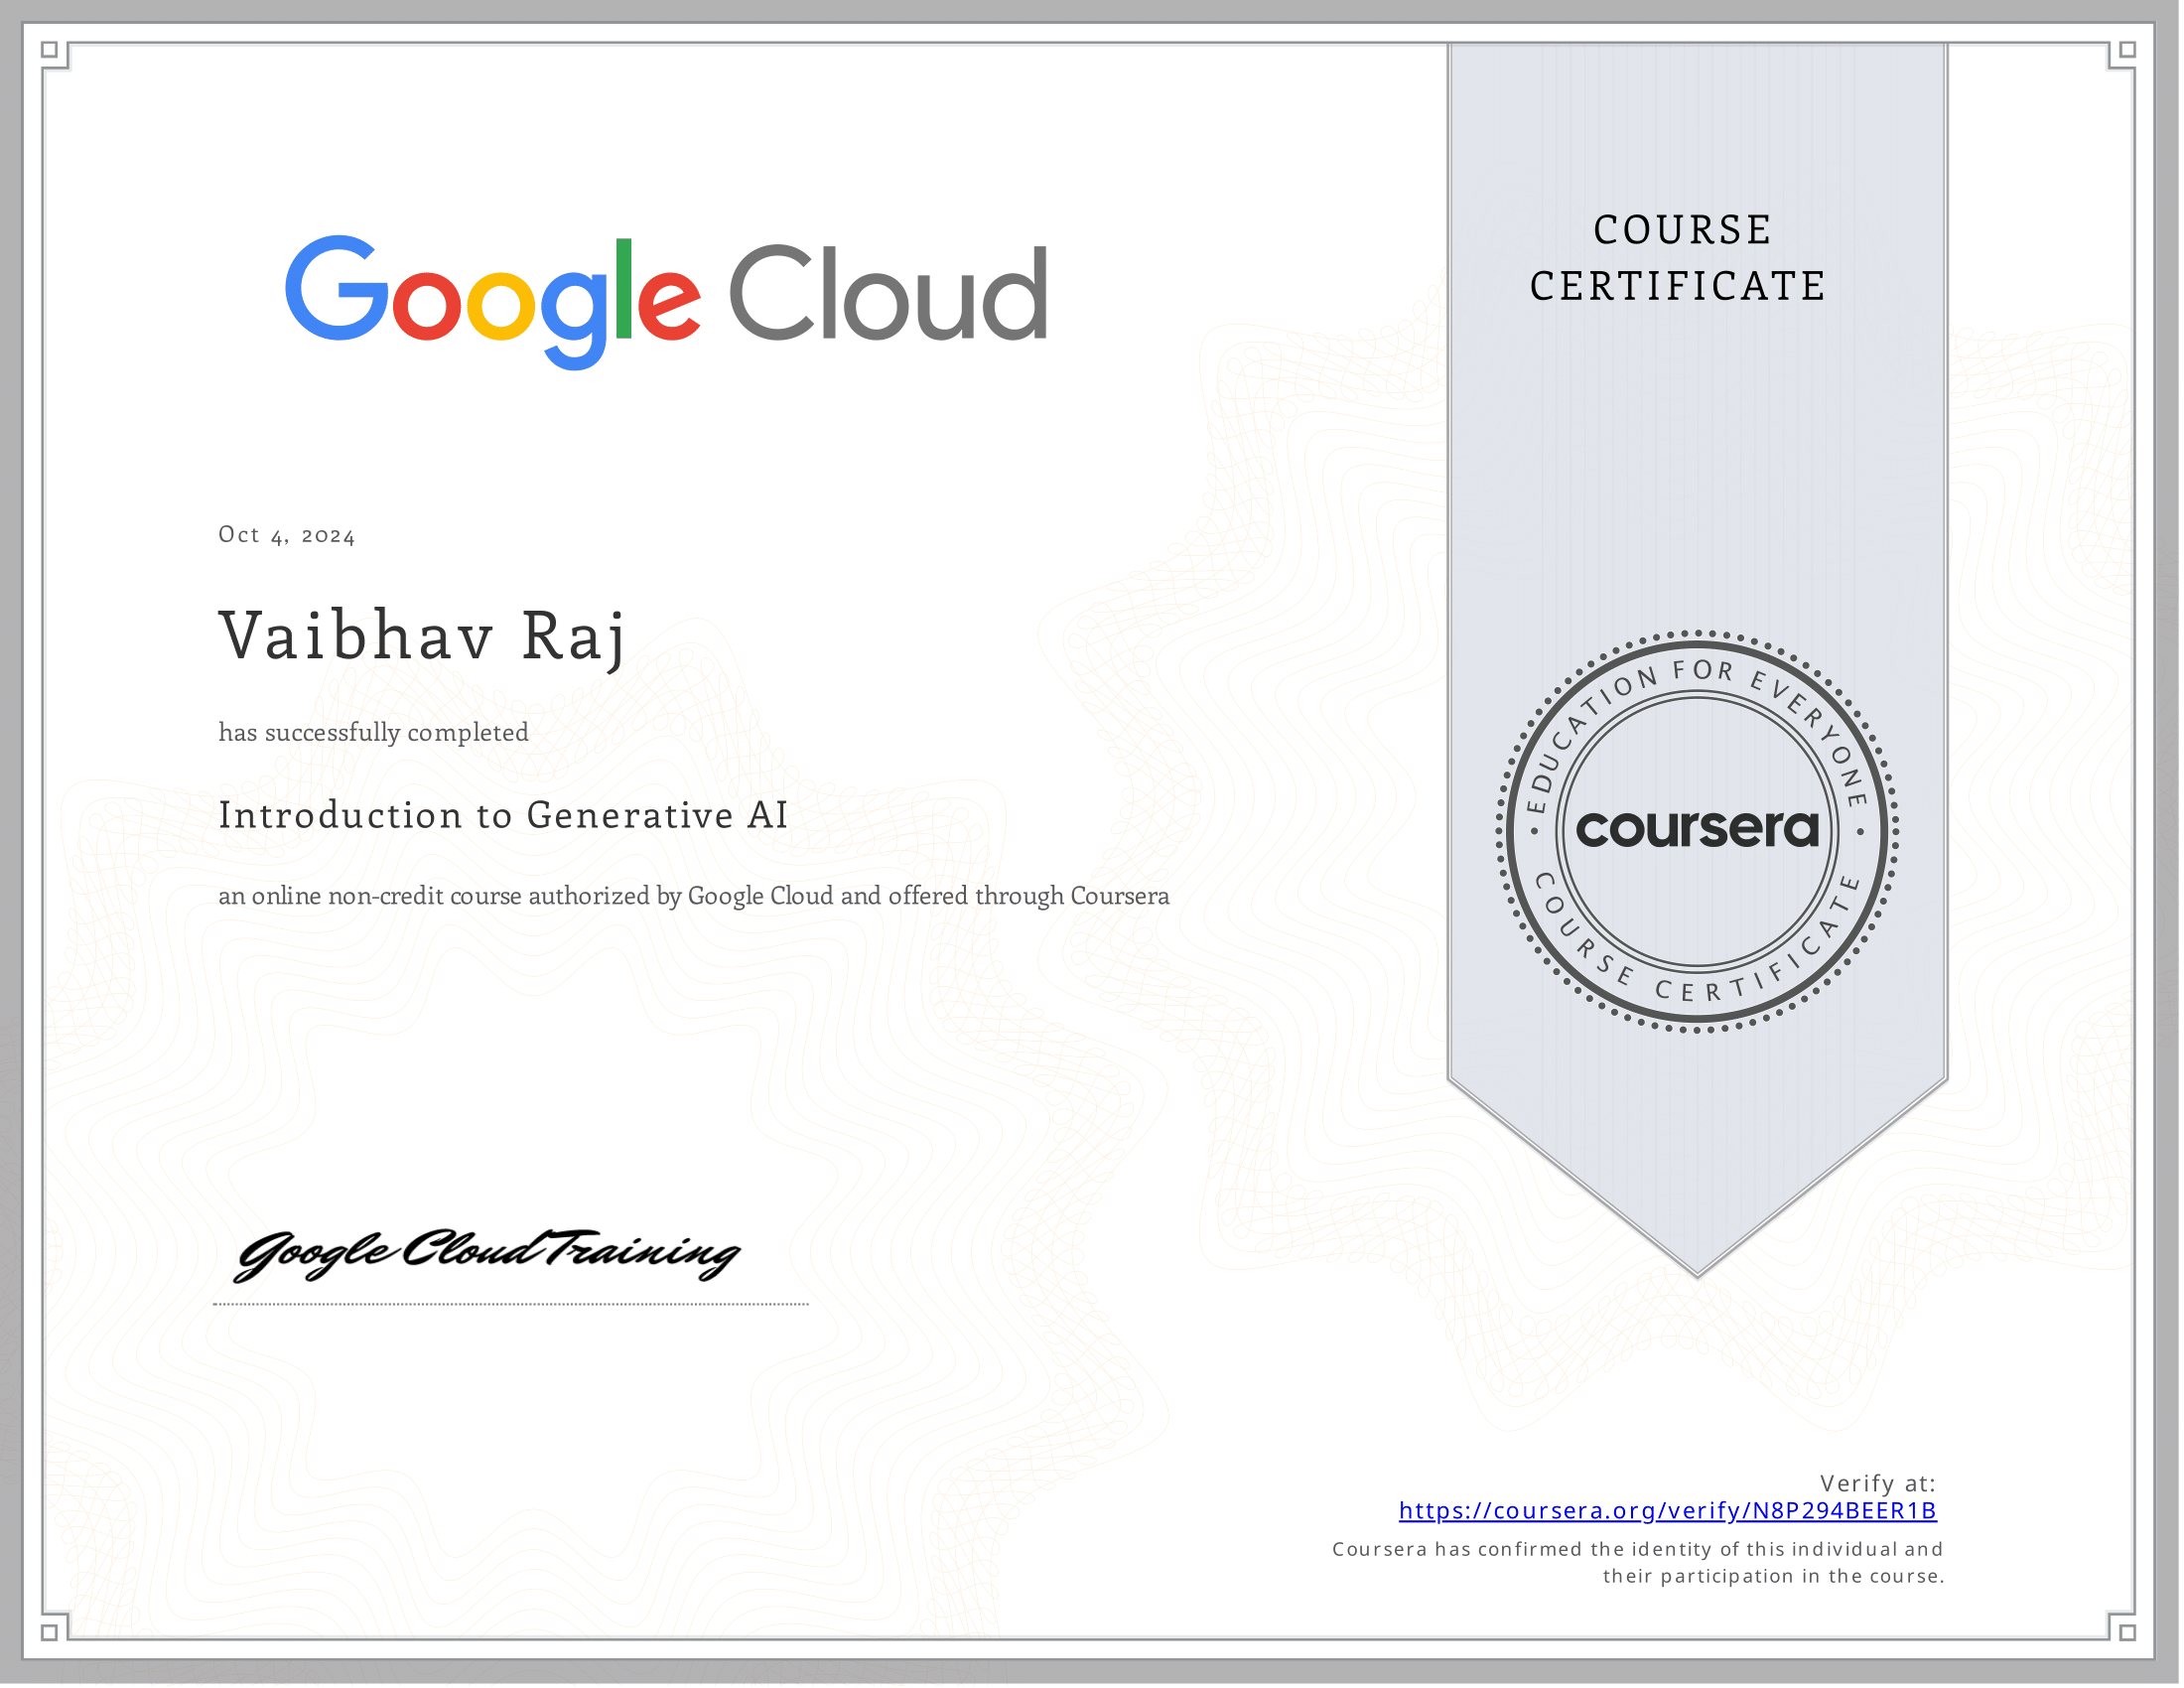 Google Cloud
COURSE
CERTIFICATE
Oct 4, 2024
Vaibhav Raj
has successfully completed
Introduction to Generative AI
an online non-credit course authorized by Google Cloud and offered through Coursera
EDUCATION FOR EVERYONE
coursera
COURSE CERTIFICATE
Google Cloud Training
Verify at:
https://coursera.org/verify/N8P294BEER1B
Coursera has confirmed the identity of this individual and
their participation in the course.